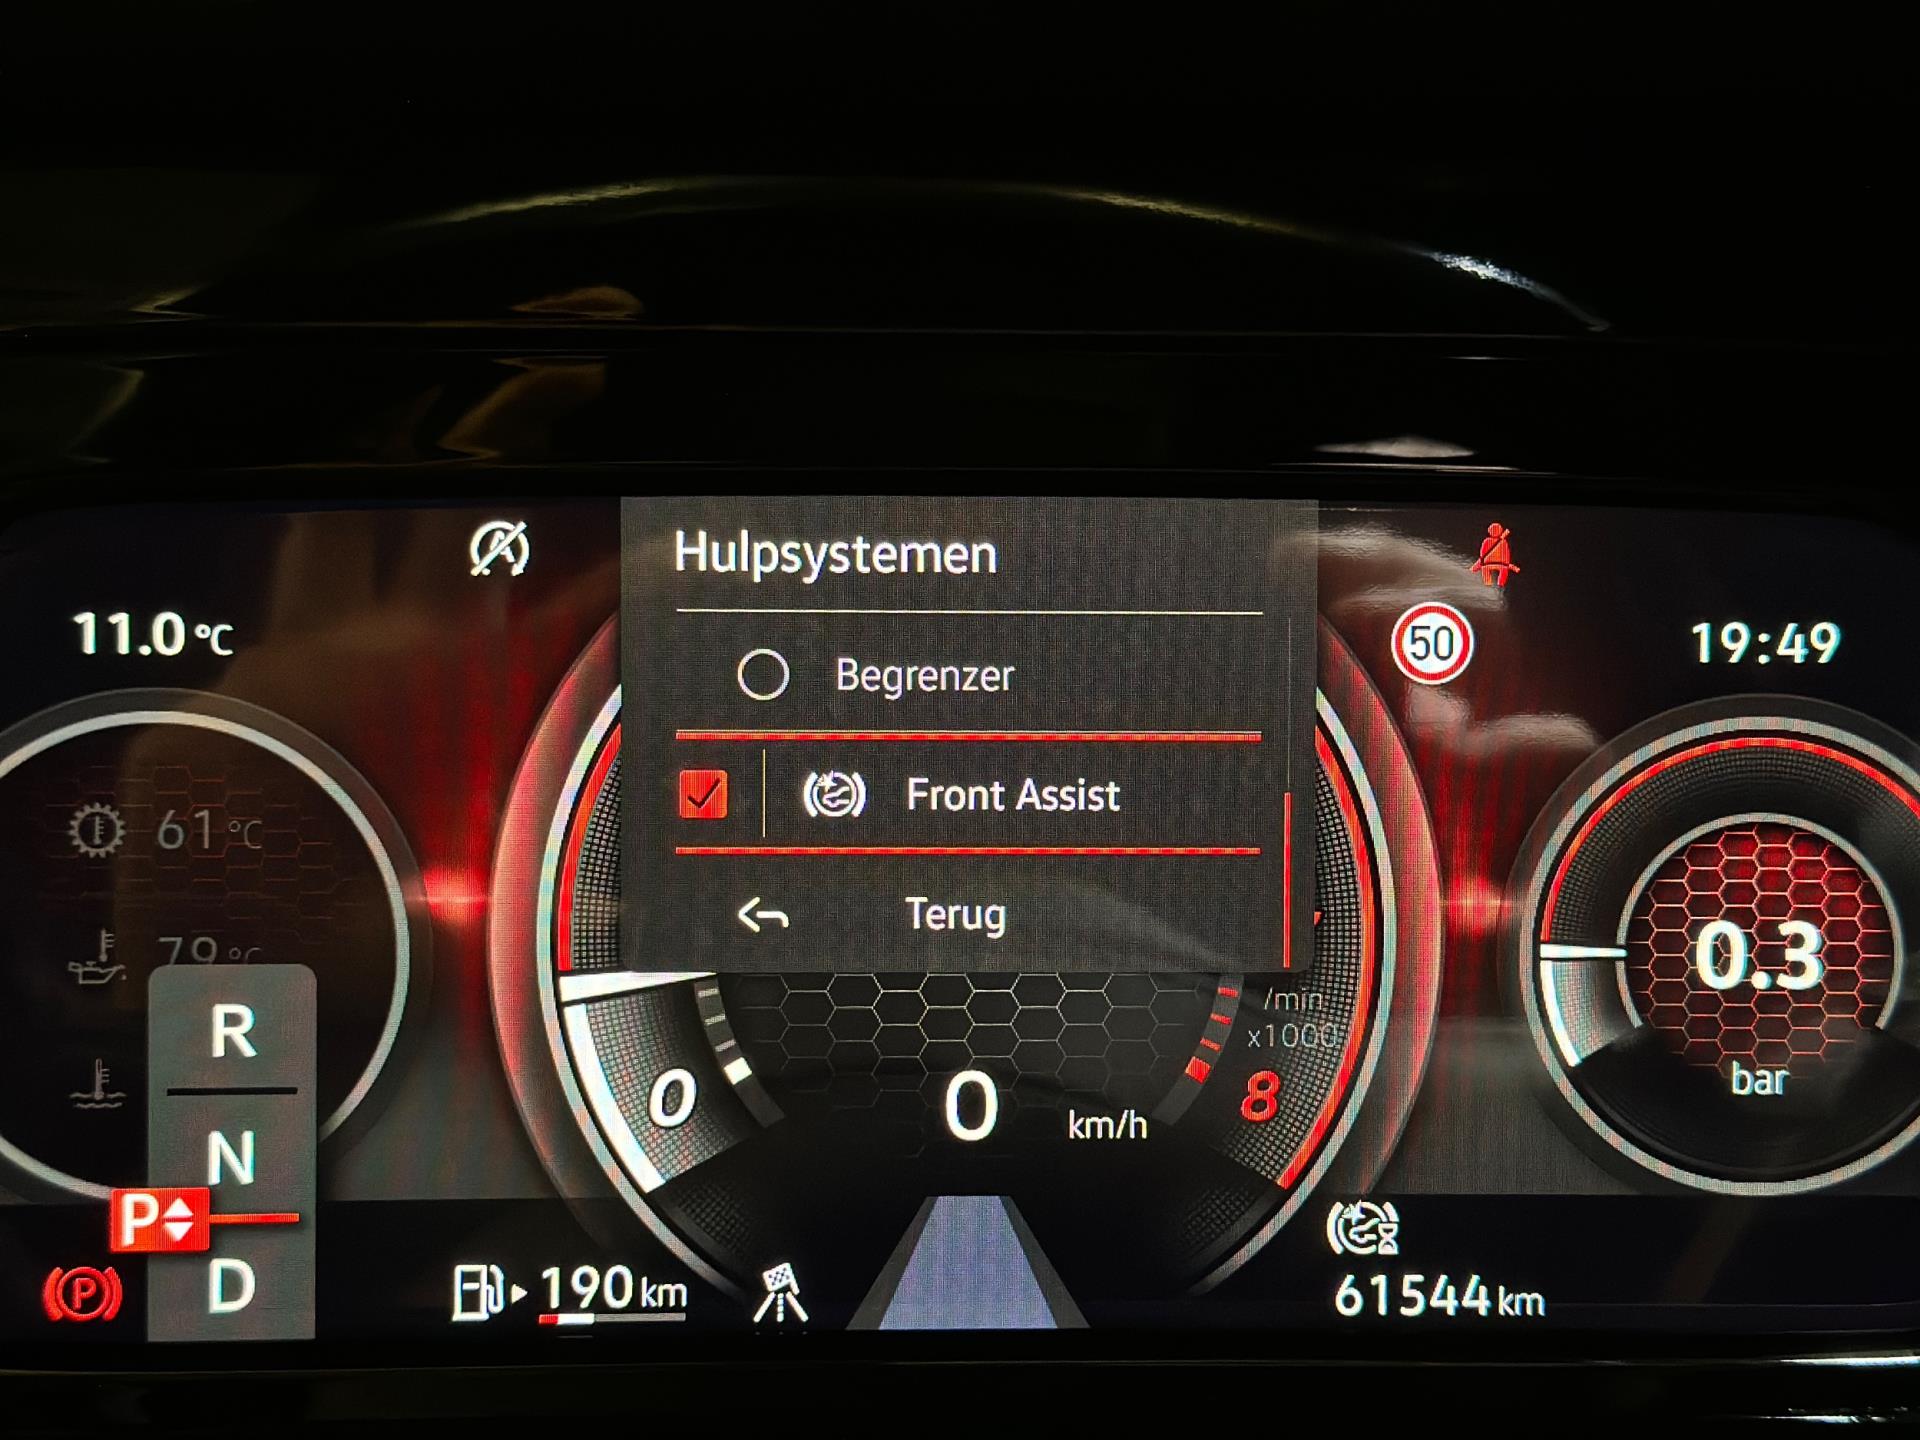 Hulpsystemen
11.0 °C
50
19:49
Begrenzer
Front Assist
61 °C
Terug
79 °C
0.3
bar
R
N
P
D
/min
x1000
0
8
0 km/h
P
190 km
61544 km